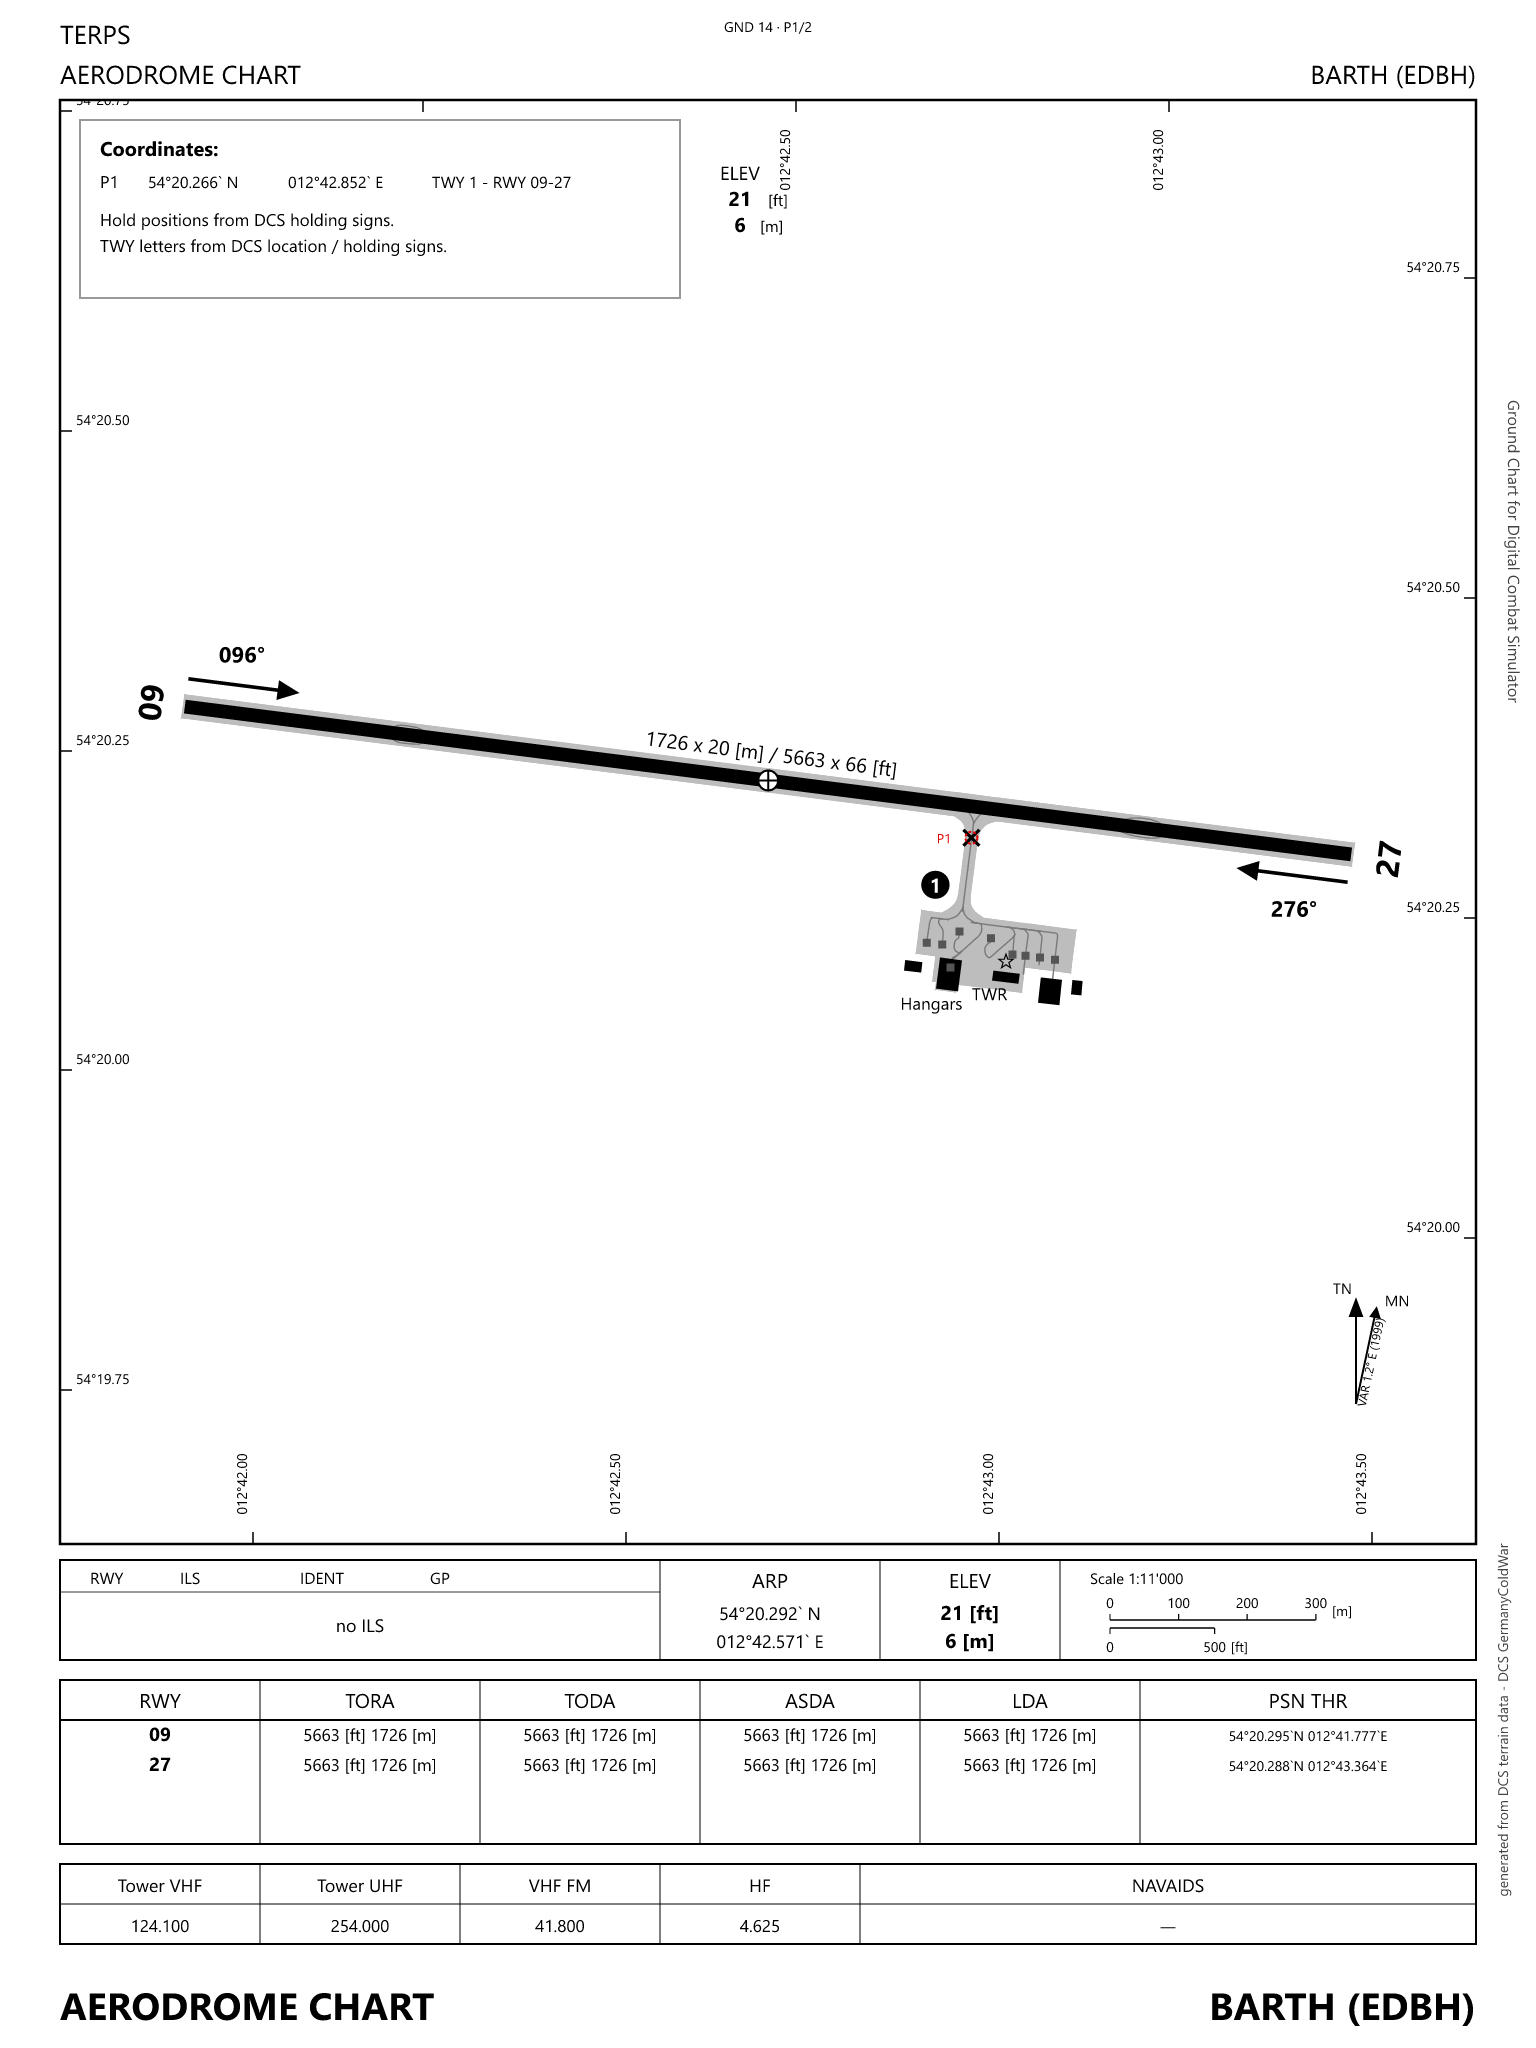 GND 14 · P1/2
TERPS
AERODROME CHART
BARTH (EDBH)
54°20.75
Coordinates:
P1 54°20.266` N 012°42.852` E TWY 1 - RWY 09-27
Hold positions from DCS holding signs.
TWY letters from DCS location / holding signs.
ELEV
21 [ft]
6 [m]
012°42.50
012°43.00
54°20.75
54°20.50
54°20.50
Ground Chart for Digital Combat Simulator
096°
09
54°20.25
1726 x 20 [m] / 5663 x 66 [ft]
P1
27
1
276°
54°20.25
Hangars
TWR
54°20.00
54°20.00
TN
MN
VAR 1.2° E (1999)
54°19.75
012°42.00
012°42.50
012°43.00
012°43.50
RWY ILS IDENT GP
no ILS
ARP
54°20.292` N
012°42.571` E
ELEV
21 [ft]
6 [m]
Scale 1:11'000
0 100 200 300 [m]
0 500 [ft]
RWY TORA TODA ASDA LDA PSN THR
09 5663 [ft] 1726 [m] 5663 [ft] 1726 [m] 5663 [ft] 1726 [m] 5663 [ft] 1726 [m] 54°20.295`N 012°41.777`E
27 5663 [ft] 1726 [m] 5663 [ft] 1726 [m] 5663 [ft] 1726 [m] 5663 [ft] 1726 [m] 54°20.288`N 012°43.364`E
generated from DCS terrain data - DCS GermanyColdWar
Tower VHF Tower UHF VHF FM HF NAVAIDS
124.100 254.000 41.800 4.625 —
AERODROME CHART
BARTH (EDBH)